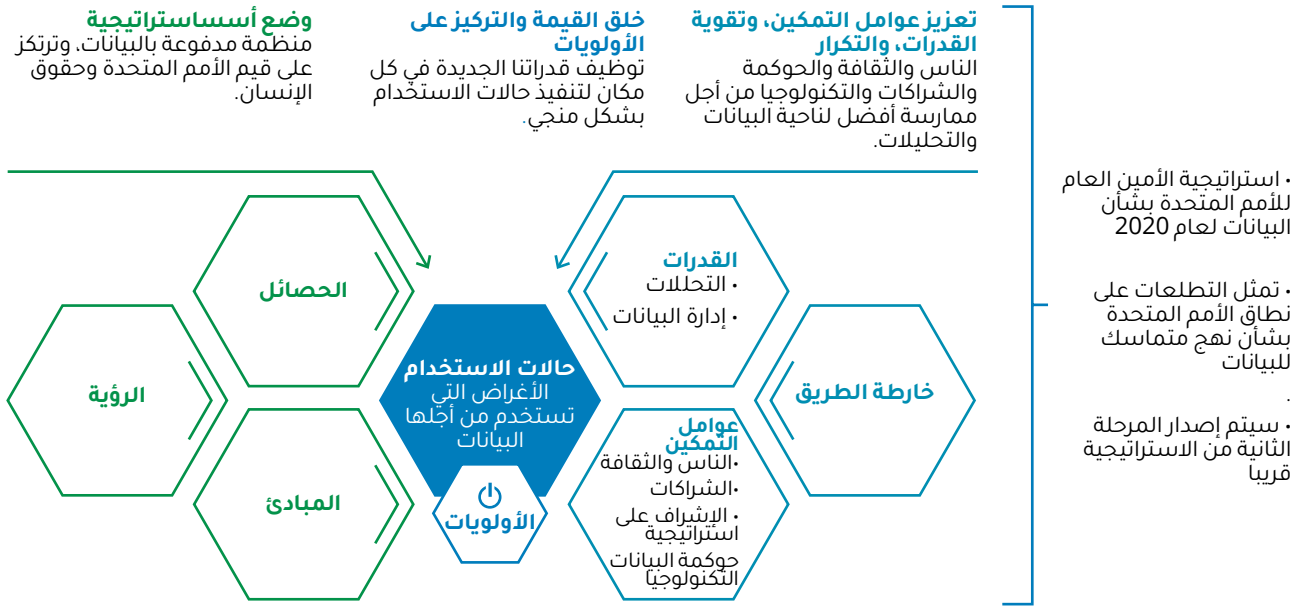 تعزيز عوامل التمكين، وتقوية
القدرات، والتكرار
الناس والثقافة والحوكمة
والشراكات والتكنولوجيا من أجل
ممارسة أفضل لناحية البيانات
والتحليلات.
خلق القيمة والتركيز على
الأولويات
توظيف قدراتنا الجديدة في كل
مكان لتنفيذ حالات الاستخدام
بشكل منجي.
وضع أسساستراتيجية
منظمة مدفوعة بالبيانات، وترتكز
على قيم الأمم المتحدة وحقوق
الإنسان.
• استراتيجية الأمين العام
للأمم المتحدة بشأن
البيانات لعام 2020
• تمثل التطلعات على
نطاق الأمم المتحدة
بشأن نهج متماسك
للبيانات
.
• سيتم إصدار المرحلة
الثانية من الاستراتيجية
قريبا
خارطة الطريق
القدرات
• التحللات
• إدارة البيانات
عوامل
التمكين
•الناس والثقافة
•الشراكات
• الإشراف على
استراتيجية
حوكمة البيانات
التكنولوجيا
حالات الاستخدام
الأغراض التي
تستخدم من أجلها
البيانات
الأولويات
الحصائل
المبادئ
الرؤية